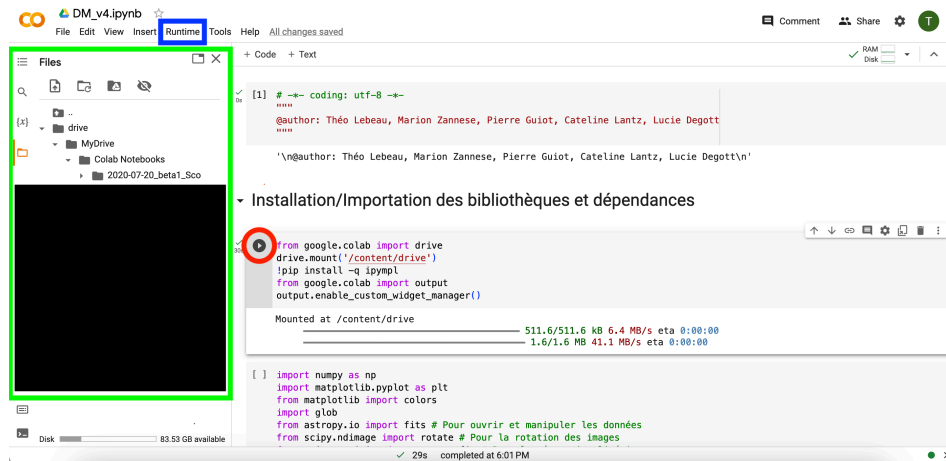 DM_v4.ipynb
File Edit View Insert Runtime Tools Help All changes saved
Comment Share T
Files
+ Code + Text
RAM
Disk
{x}
..
drive
MyDrive
Colab Notebooks
2020-07-20_beta1_Sco
Disk 83.53 GB available
0s
[1] # -*- coding: utf-8 -*-
"""
@author: Théo Lebeau, Marion Zannese, Pierre Guiot, Cateline Lantz, Lucie Degott
"""
'\n@author: Théo Lebeau, Marion Zannese, Pierre Guiot, Cateline Lantz, Lucie Degott\n'
Installation/Importation des bibliothèques et dépendances
from google.colab import drive
drive.mount('/content/drive')
!pip install -q ipympl
from google.colab import output
output.enable_custom_widget_manager()
Mounted at /content/drive
511.6/511.6 kB 6.4 MB/s eta 0:00:00
1.6/1.6 MB 41.1 MB/s eta 0:00:00
[ ] import numpy as np
import matplotlib.pyplot as plt
from matplotlib import colors
import glob
from astropy.io import fits # Pour ouvrir et manipuler les données
from scipy.ndimage import rotate # Pour la rotation des images
29s completed at 6:01 PM